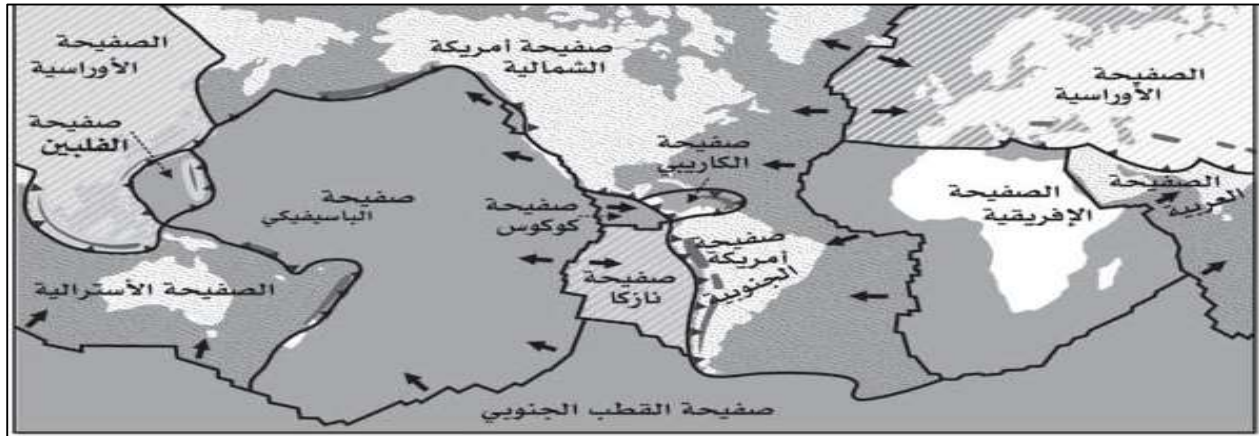 الصفيحة
الأوراسية
صفيحة
الفلبين
صفيحة أمريكة
الشمالية
الصفيحة
الأوراسية
صفيحة
الكاريبي
الصفيحة
العربية
الصفيحة
الإفريقية
صفيحة
الباسيفيكي
صفيحة
كوكوس
صفيحة
أمريكة
الجنوبية
صفيحة
نازكا
الصفيحة الأسترالية
صفيحة القطب الجنوبي